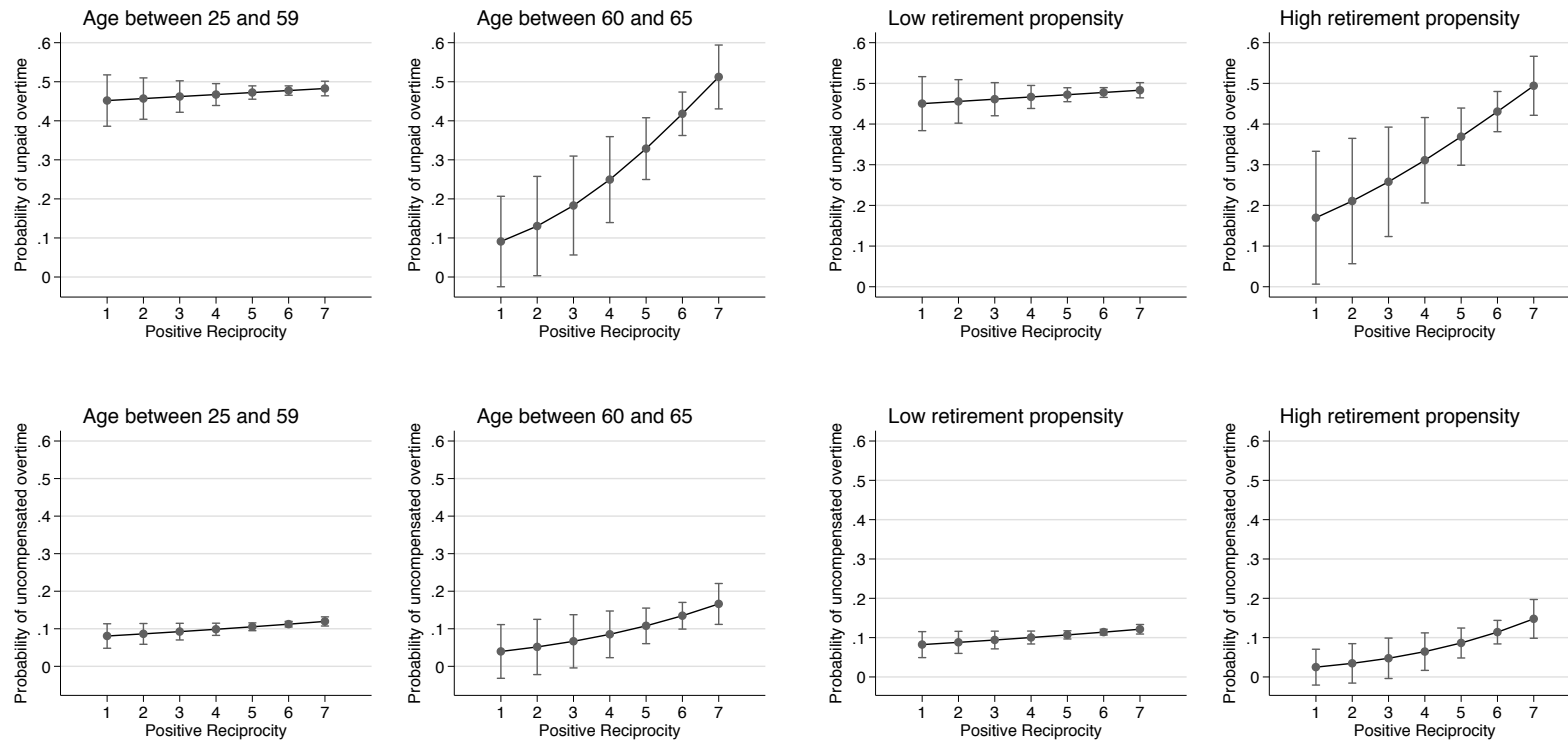 Age between 25 and 59
Probability of unpaid overtime
.6
.5
.4
.3
.2
.1
0
1 2 3 4 5 6 7
Positive Reciprocity
Age between 60 and 65
Probability of unpaid overtime
.6
.5
.4
.3
.2
.1
0
1 2 3 4 5 6 7
Positive Reciprocity
Low retirement propensity
Probability of unpaid overtime
.6
.5
.4
.3
.2
.1
0
1 2 3 4 5 6 7
Positive Reciprocity
High retirement propensity
Probability of unpaid overtime
.6
.5
.4
.3
.2
.1
0
1 2 3 4 5 6 7
Positive Reciprocity
Age between 25 and 59
Probability of uncompensated overtime
.6
.5
.4
.3
.2
.1
0
1 2 3 4 5 6 7
Positive Reciprocity
Age between 60 and 65
Probability of uncompensated overtime
.6
.5
.4
.3
.2
.1
0
1 2 3 4 5 6 7
Positive Reciprocity
Low retirement propensity
Probability of uncompensated overtime
.6
.5
.4
.3
.2
.1
0
1 2 3 4 5 6 7
Positive Reciprocity
High retirement propensity
Probability of uncompensated overtime
.6
.5
.4
.3
.2
.1
0
1 2 3 4 5 6 7
Positive Reciprocity